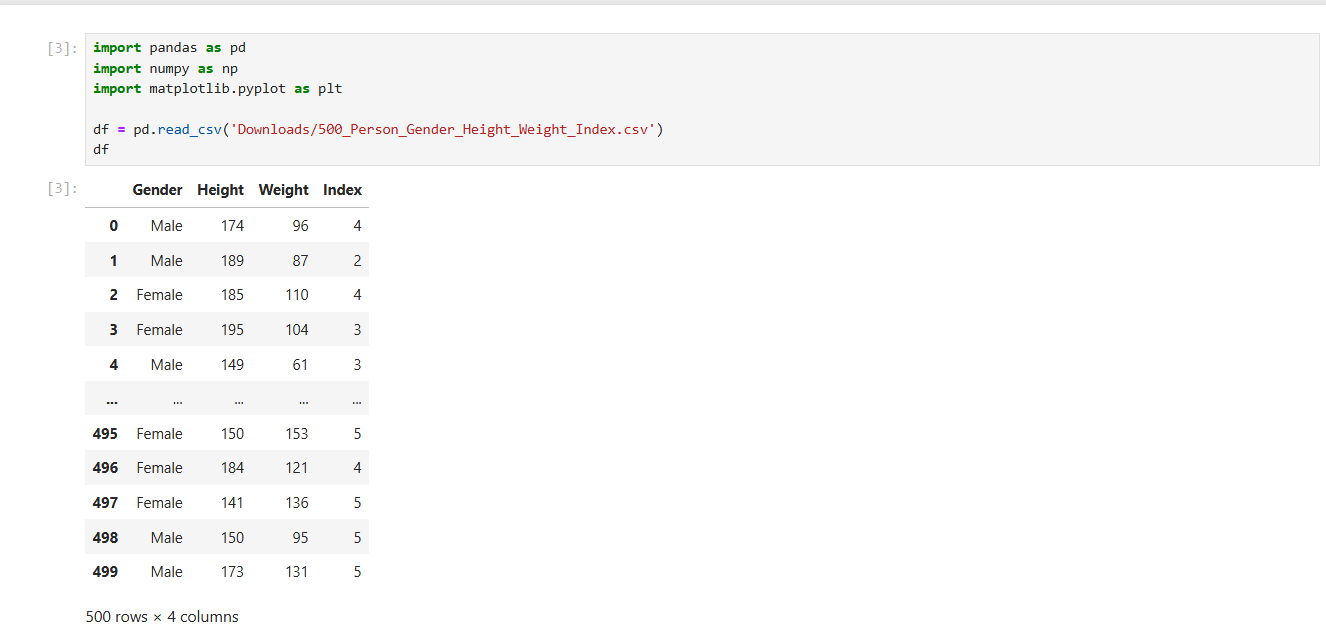 [3]: import pandas as pd
import numpy as np
import matplotlib.pyplot as plt
df = pd.read_csv('Downloads/500_Person_Gender_Height_Weight_Index.csv')
df
[3]: Gender Height Weight Index
0 Male 174 96 4
1 Male 189 87 2
2 Female 185 110 4
3 Female 195 104 3
4 Male 149 61 3
... ... ... ... ...
495 Female 150 153 5
496 Female 184 121 4
497 Female 141 136 5
498 Male 150 95 5
499 Male 173 131 5
500 rows × 4 columns